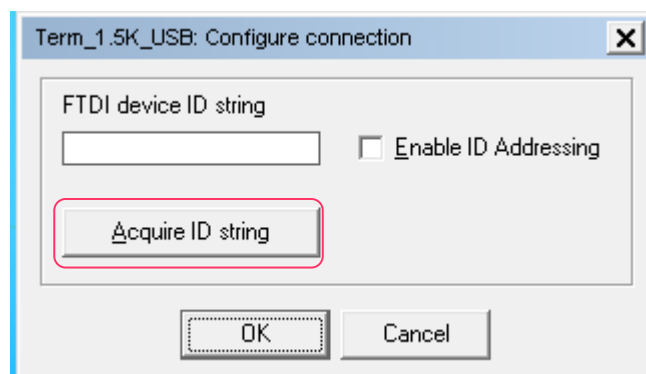 Term_1.5K_USB: Configure connection
FTDI device ID string
Enable ID Addressing
Acquire ID string
OK
Cancel